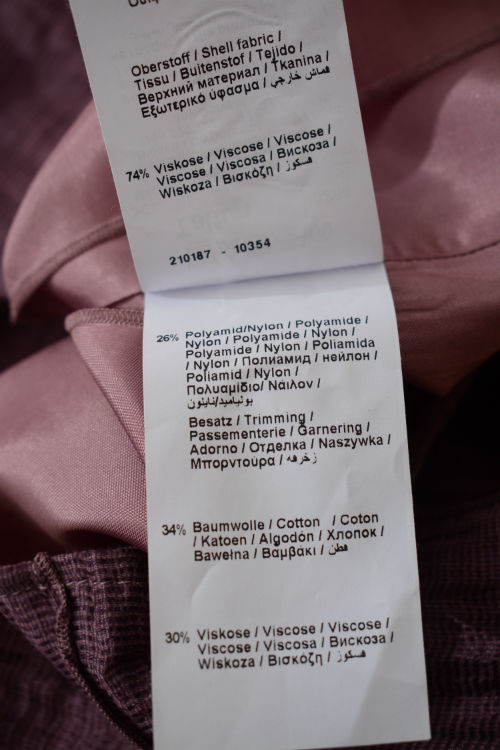 Oberstoff / Shell fabric /
Tissu / Buitenstof / Tejido /
Верхний материал / Tkanina /
Εξωτερικό ύφασμα / قماش خارجي
74% Viskose / Viscose / Viscose /
Viscose / Viscosa / Вискоза /
Wiskoza / Βισκόζη / فسكوز
210187 - 10354
26% Polyamid/Nylon / Polyamide /
Nylon / Polyamide / Nylon /
Polyamide / Nylon / Poliamida
/ Nylon / Полиамид / нейлон /
Poliamid / Nylon /
Πολυαμίδιο/ Νάιλον /
بولياميد/نايلون
Besatz / Trimming /
Passementerie / Garnering /
Adorno / Отделка / Naszywka /
Μπορντούρα / زخرفه
34% Baumwolle / Cotton / Coton
/ Katoen / Algodón / Хлопок /
Bawełna / Βαμβάκι / قطن
30% Viskose / Viscose / Viscose /
Viscose / Viscosa / Вискоза /
Wiskoza / Βισκόζη / فسكوز